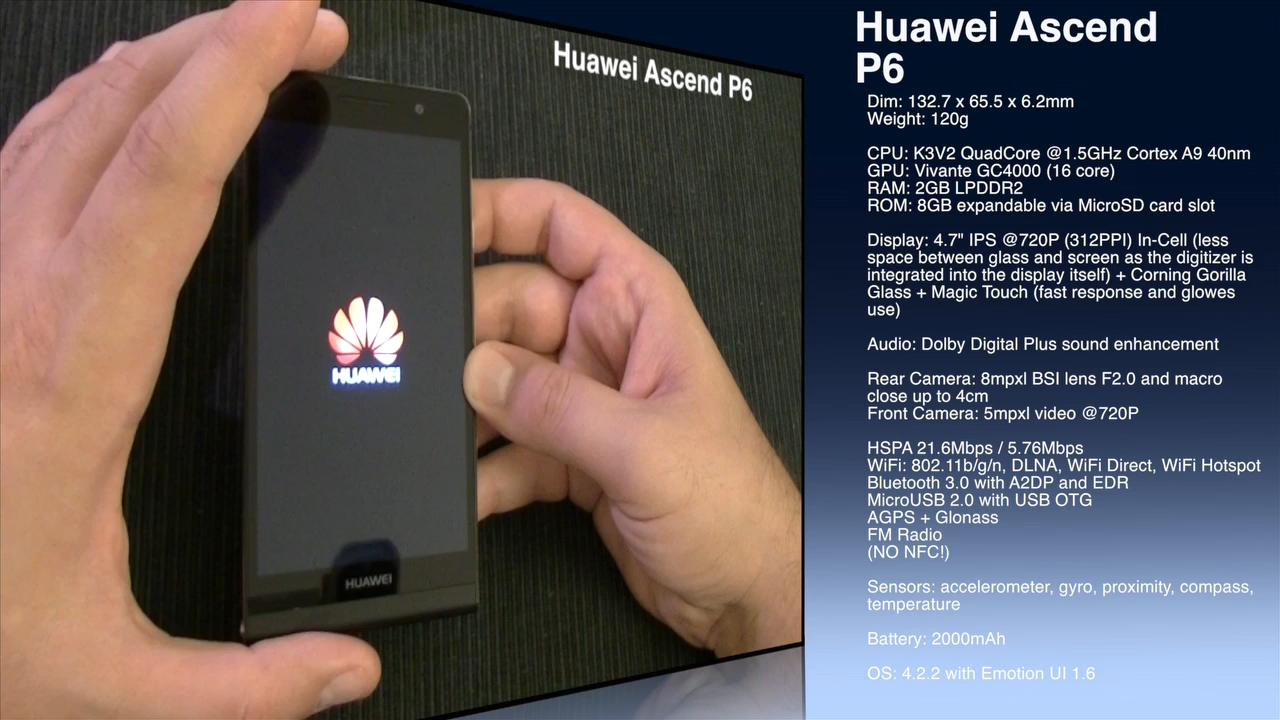 Huawei Ascend P6
HUAWEI
HUAWEI
Huawei Ascend
P6
Dim: 132.7 x 65.5 x 6.2mm
Weight: 120g
CPU: K3V2 QuadCore @1.5GHz Cortex A9 40nm
GPU: Vivante GC4000 (16 core)
RAM: 2GB LPDDR2
ROM: 8GB expandable via MicroSD card slot
Display: 4.7" IPS @720P (312PPI) In-Cell (less
space between glass and screen as the digitizer is
integrated into the display itself) + Corning Gorilla
Glass + Magic Touch (fast response and glowes
use)
Audio: Dolby Digital Plus sound enhancement
Rear Camera: 8mpxl BSI lens F2.0 and macro
close up to 4cm
Front Camera: 5mpxl video @720P
HSPA 21.6Mbps / 5.76Mbps
WiFi: 802.11b/g/n, DLNA, WiFi Direct, WiFi Hotspot
Bluetooth 3.0 with A2DP and EDR
MicroUSB 2.0 with USB OTG
AGPS + Glonass
FM Radio
(NO NFC!)
Sensors: accelerometer, gyro, proximity, compass,
temperature
Battery: 2000mAh
OS: 4.2.2 with Emotion UI 1.6